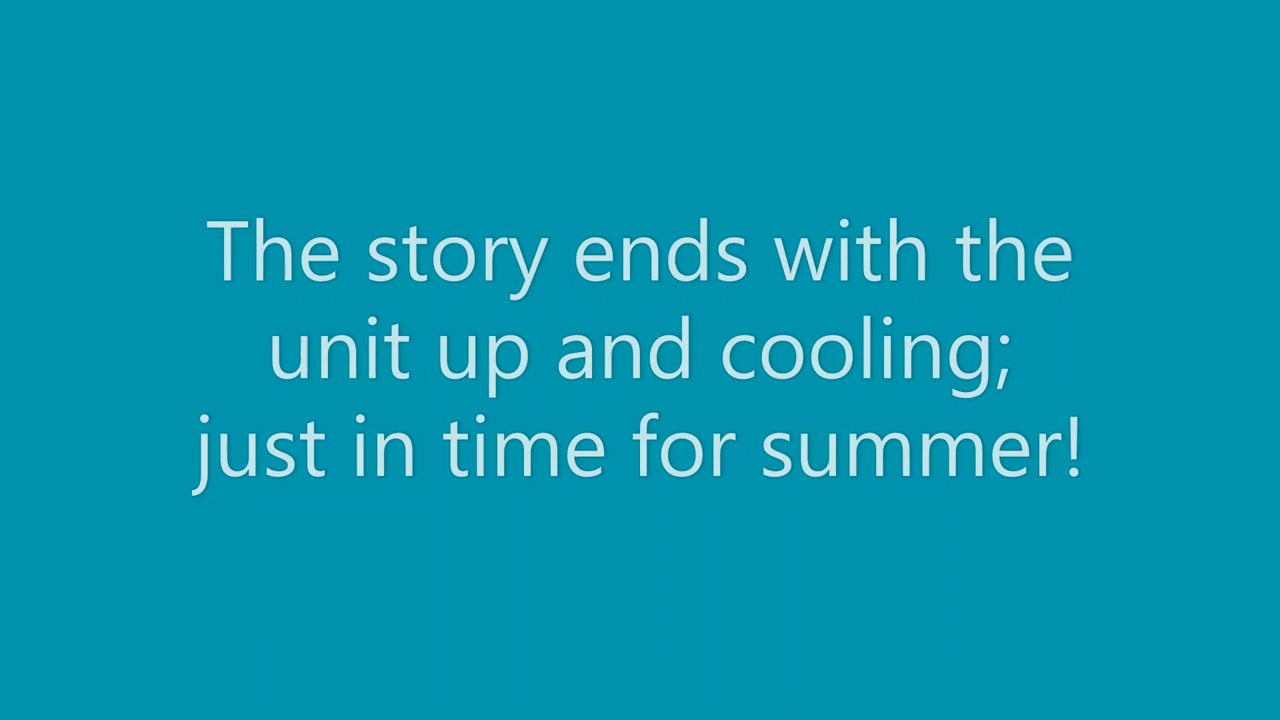 The story ends with the
unit up and cooling;
just in time for summer!